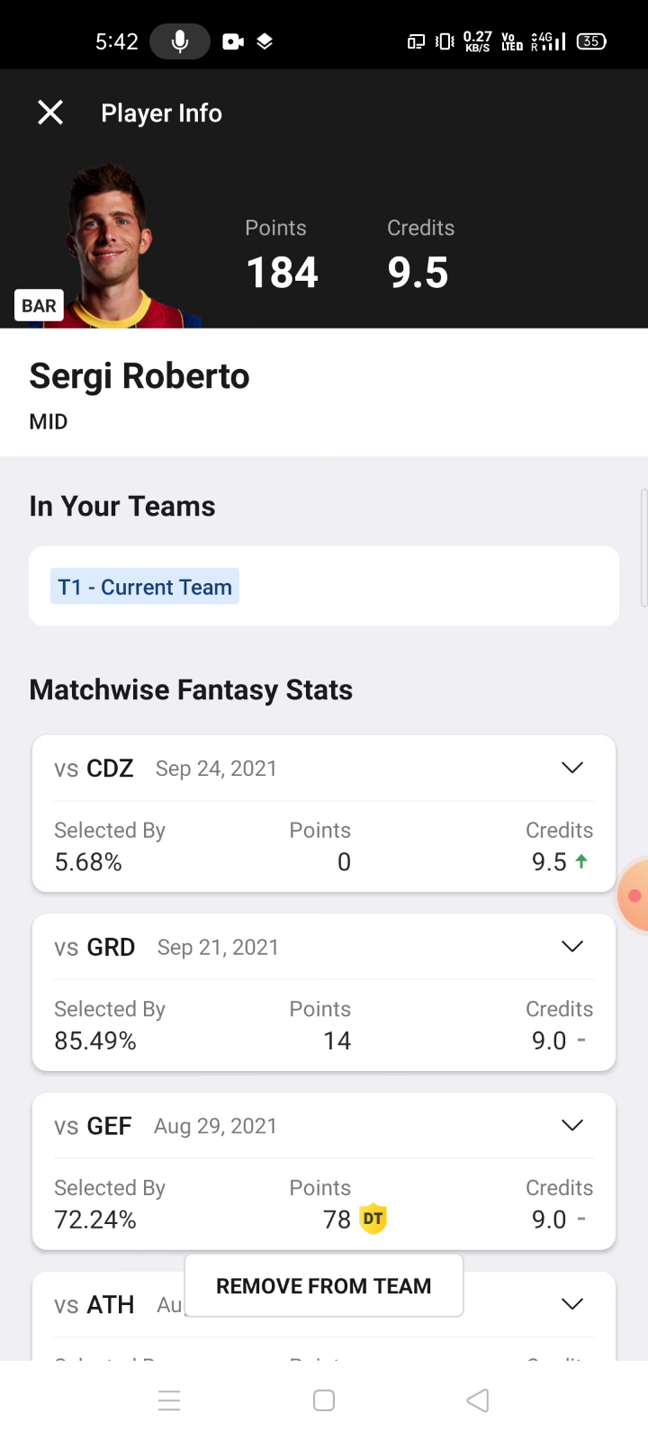 5:42 0.27 KB/S Vo LTED 4G R 35
Player Info
Points Credits
184 9.5
BAR
Sergi Roberto
MID
In Your Teams
T1 - Current Team
Matchwise Fantasy Stats
vs CDZ Sep 24, 2021
Selected By Points Credits
5.68% 0 9.5
vs GRD Sep 21, 2021
Selected By Points Credits
85.49% 14 9.0 -
vs GEF Aug 29, 2021
Selected By Points Credits
72.24% 78 DT 9.0 -
REMOVE FROM TEAM
vs ATH